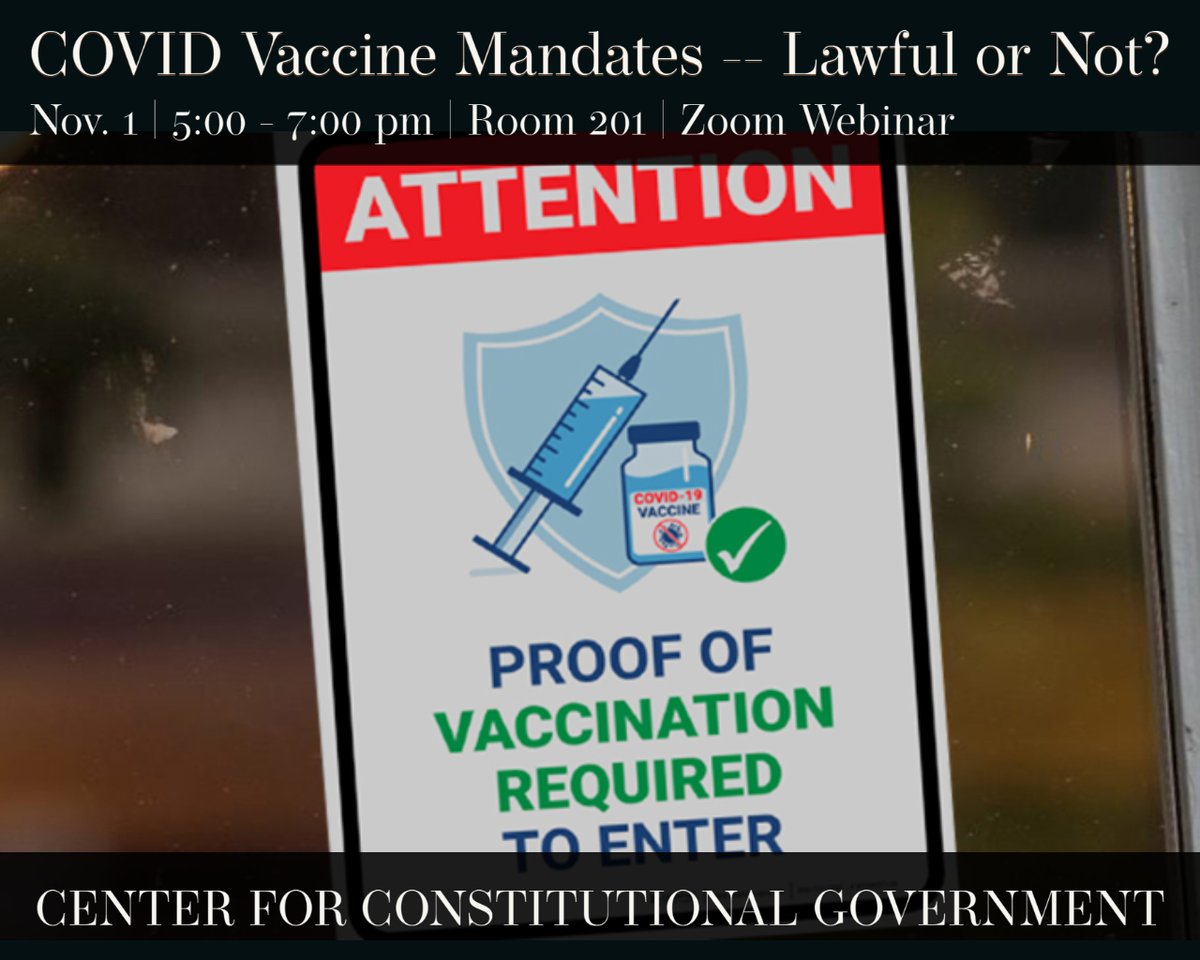 COVID Vaccine Mandates -- Lawful or Not?
Nov. 1 | 5:00 - 7:00 pm | Room 201 | Zoom Webinar
ATTENTION
COVID-19
VACCINE
PROOF OF
VACCINATION
REQUIRED
TO ENTER
CENTER FOR CONSTITUTIONAL GOVERNMENT